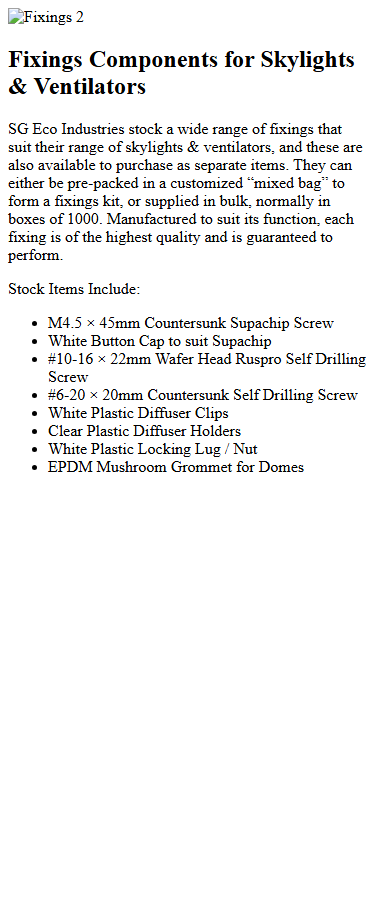 Fixings 2
Fixings Components for Skylights
& Ventilators
SG Eco Industries stock a wide range of fixings that
suit their range of skylights & ventilators, and these are
also available to purchase as separate items. They can
either be pre-packed in a customized “mixed bag” to
form a fixings kit, or supplied in bulk, normally in
boxes of 1000. Manufactured to suit its function, each
fixing is of the highest quality and is guaranteed to
perform.
Stock Items Include:
M4.5 × 45mm Countersunk Supachip Screw
White Button Cap to suit Supachip
#10-16 × 22mm Wafer Head Ruspro Self Drilling
Screw
#6-20 × 20mm Countersunk Self Drilling Screw
White Plastic Diffuser Clips
Clear Plastic Diffuser Holders
White Plastic Locking Lug / Nut
EPDM Mushroom Grommet for Domes